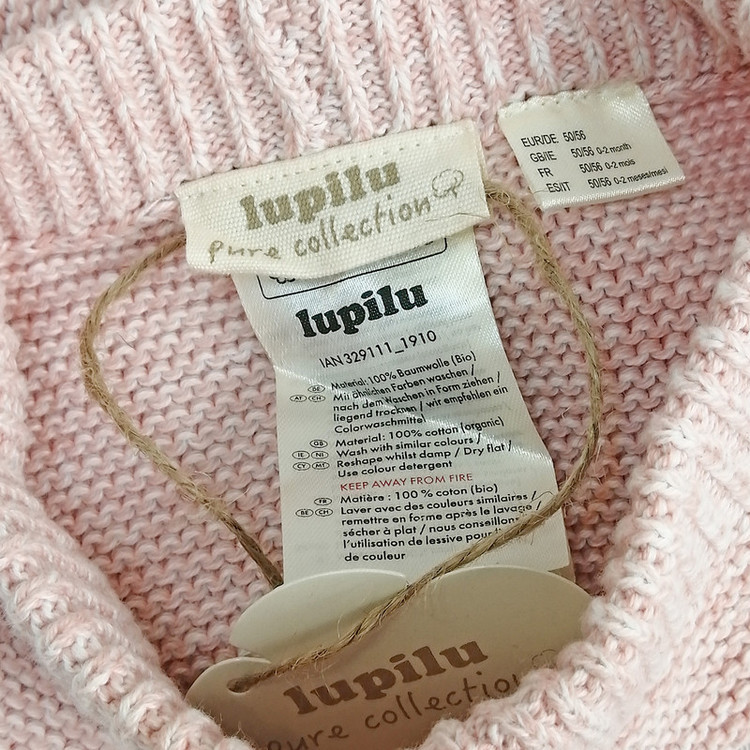 lupilu
pure collection
EUR/DE 50/56
GB/IE 50/56 0-2 month
FR 50/56 0-2 mois
ES/IT 50/56 0-2 meses/mesi
lupilu
IAN 329111_1910
DE Material: 100% Baumwolle (Bio)
AT CH Mit ähnlichen Farben waschen /
nach dem Waschen in Form ziehen /
liegend trocknen / wir empfehlen ein
Colorwaschmittel
GB Material: 100% cotton (organic)
IE NI Wash with similar colours /
CY MT Reshape whilst damp / Dry flat /
Use colour detergent
KEEP AWAY FROM FIRE
FR Matière : 100 % coton (bio)
BE CH Laver avec des couleurs similaires /
remettre en forme après le lavage /
sécher à plat / nous conseillons
l'utilisation de lessive pour
de couleur
lupilu
pure collection